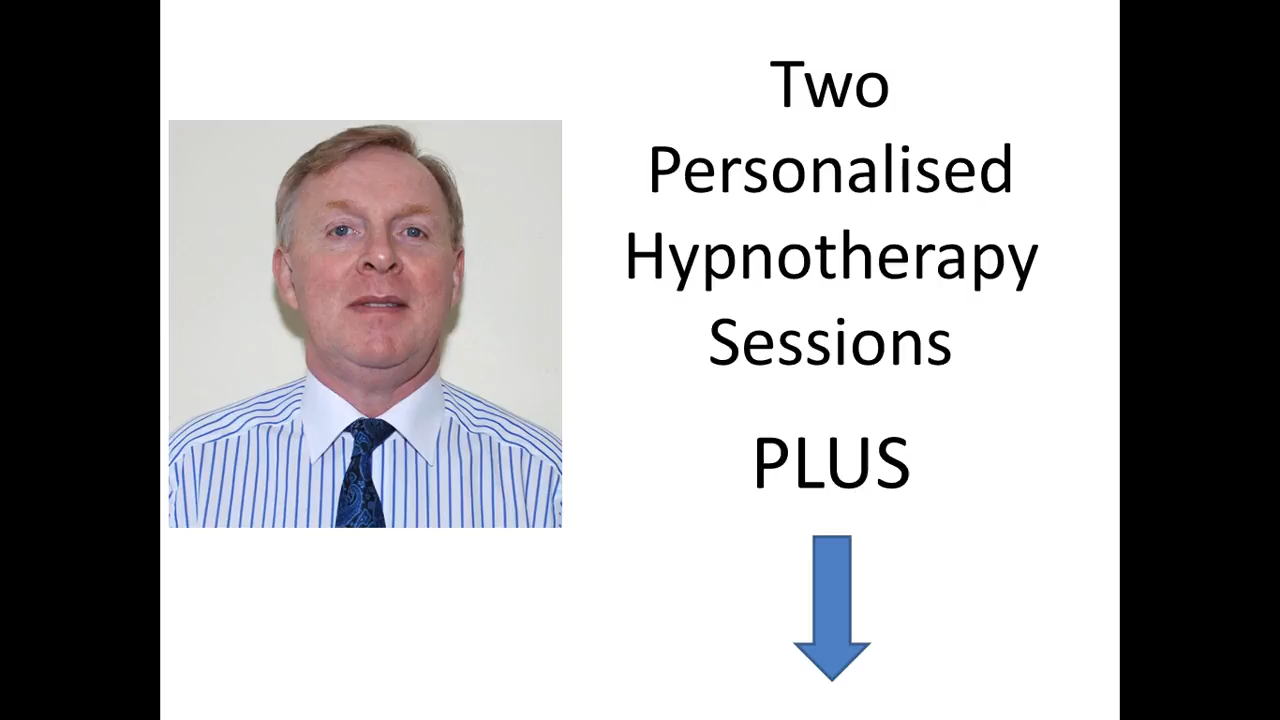 Two
Personalised
Hypnotherapy
Sessions
PLUS